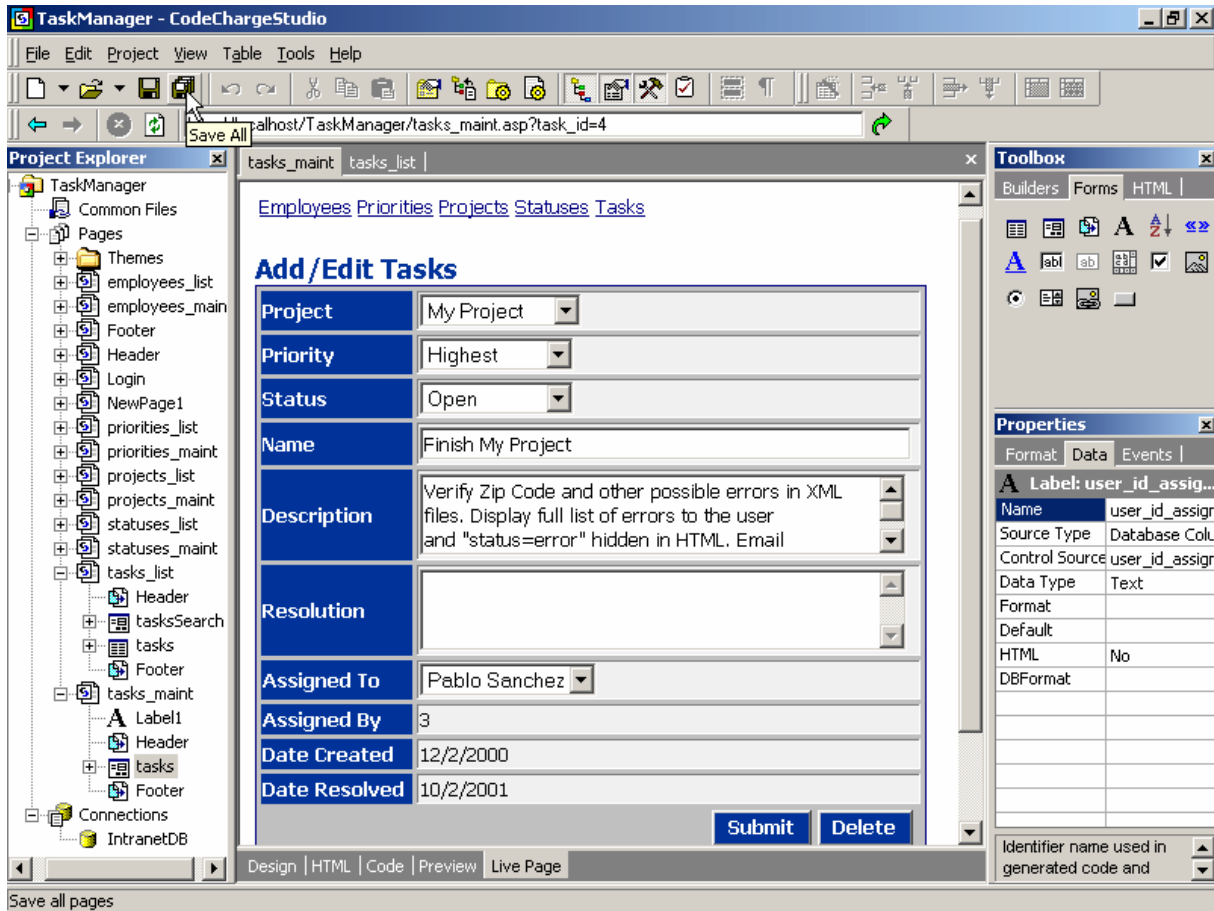 TaskManager - CodeChargeStudio
File Edit Project View Table Tools Help
calhost/TaskManager/tasks_maint.asp?task_id=4
Save All
Project Explorer
TaskManager
Common Files
Pages
Themes
employees_list
employees_main
Footer
Header
Login
NewPage1
priorities_list
priorities_maint
projects_list
projects_maint
statuses_list
statuses_maint
tasks_list
Header
tasksSearch
tasks
Footer
tasks_maint
Label1
Header
tasks
Footer
Connections
IntranetDB
tasks_maint tasks_list
Employees Priorities Projects Statuses Tasks
Add/Edit Tasks
Project My Project
Priority Highest
Status Open
Name Finish My Project
Description Verify Zip Code and other possible errors in XML
files. Display full list of errors to the user
and "status=error" hidden in HTML. Email
Resolution
Assigned To Pablo Sanchez
Assigned By 3
Date Created 12/2/2000
Date Resolved 10/2/2001
Submit Delete
Design HTML Code Preview Live Page
Toolbox
Builders Forms HTML
Properties
Format Data Events
A Label: user_id_assig...
Name user_id_assigr
Source Type Database Colu
Control Source user_id_assigr
Data Type Text
Format
Default
HTML No
DBFormat
Identifier name used in
generated code and
Save all pages